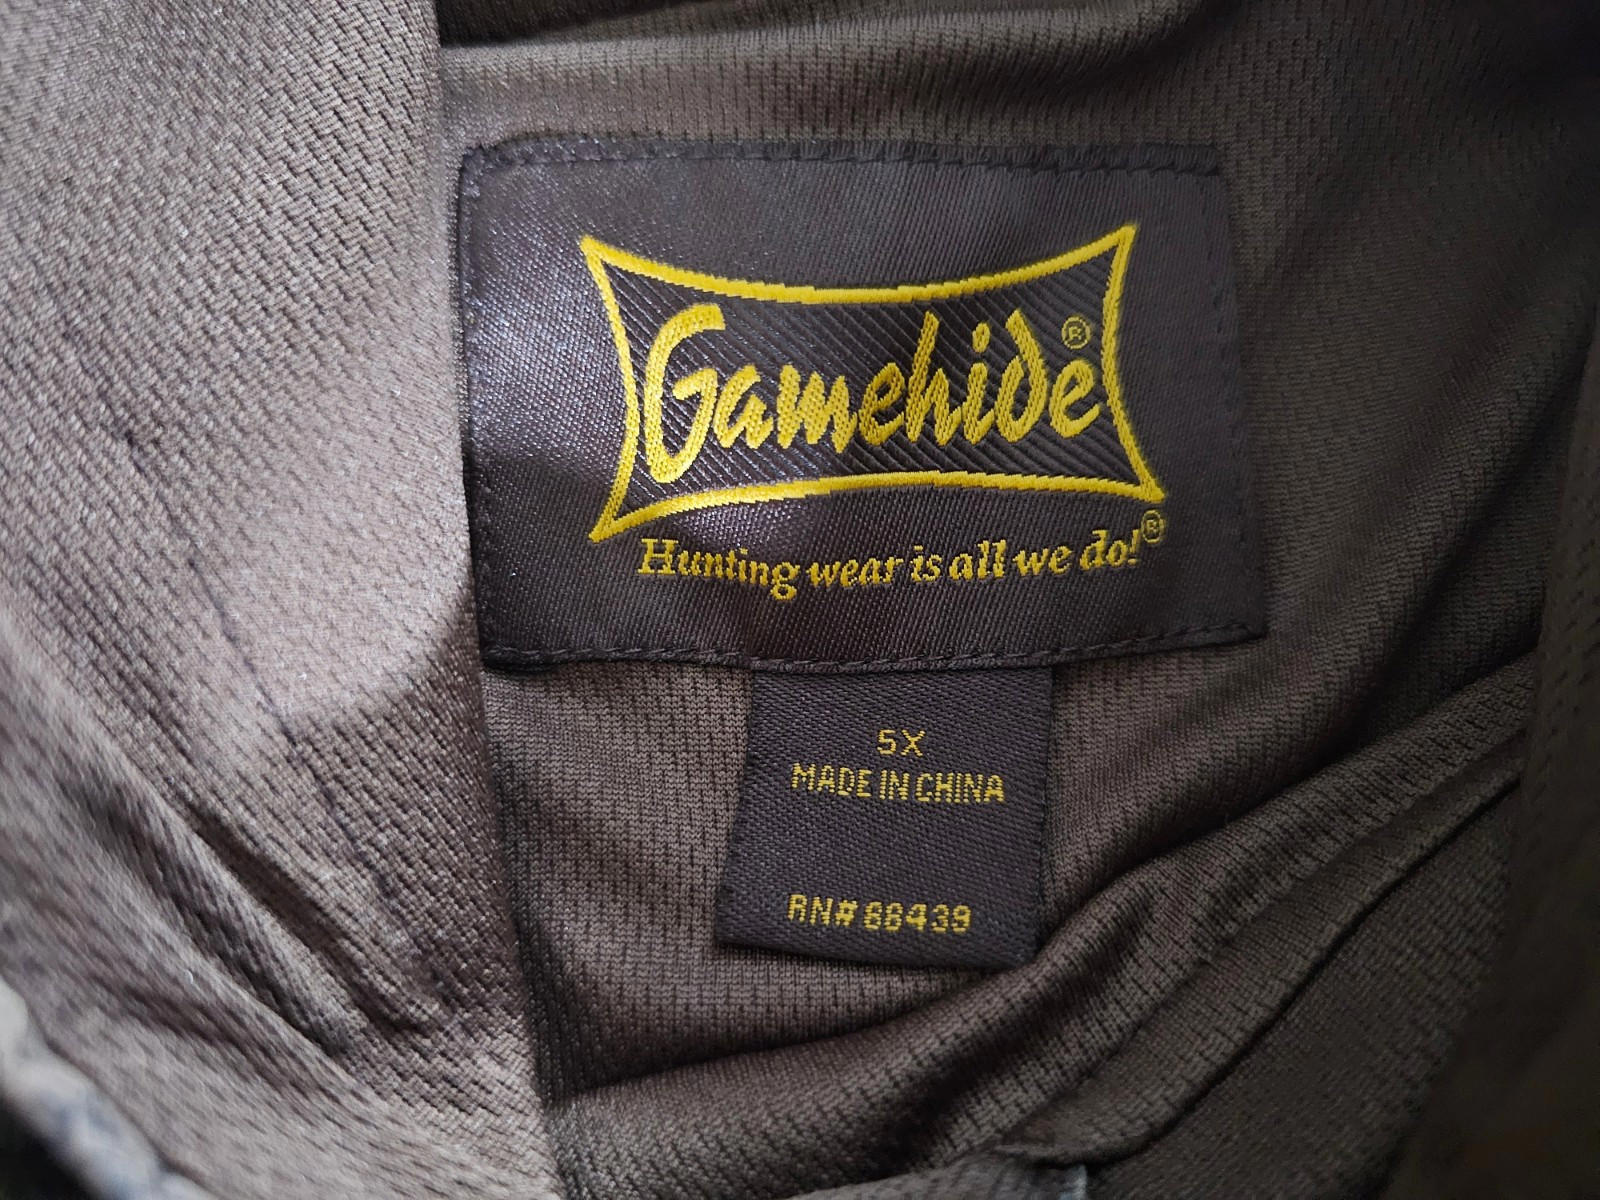 Gamehide®
Hunting wear is all we do!®
5X
MADE IN CHINA
RN# 88439